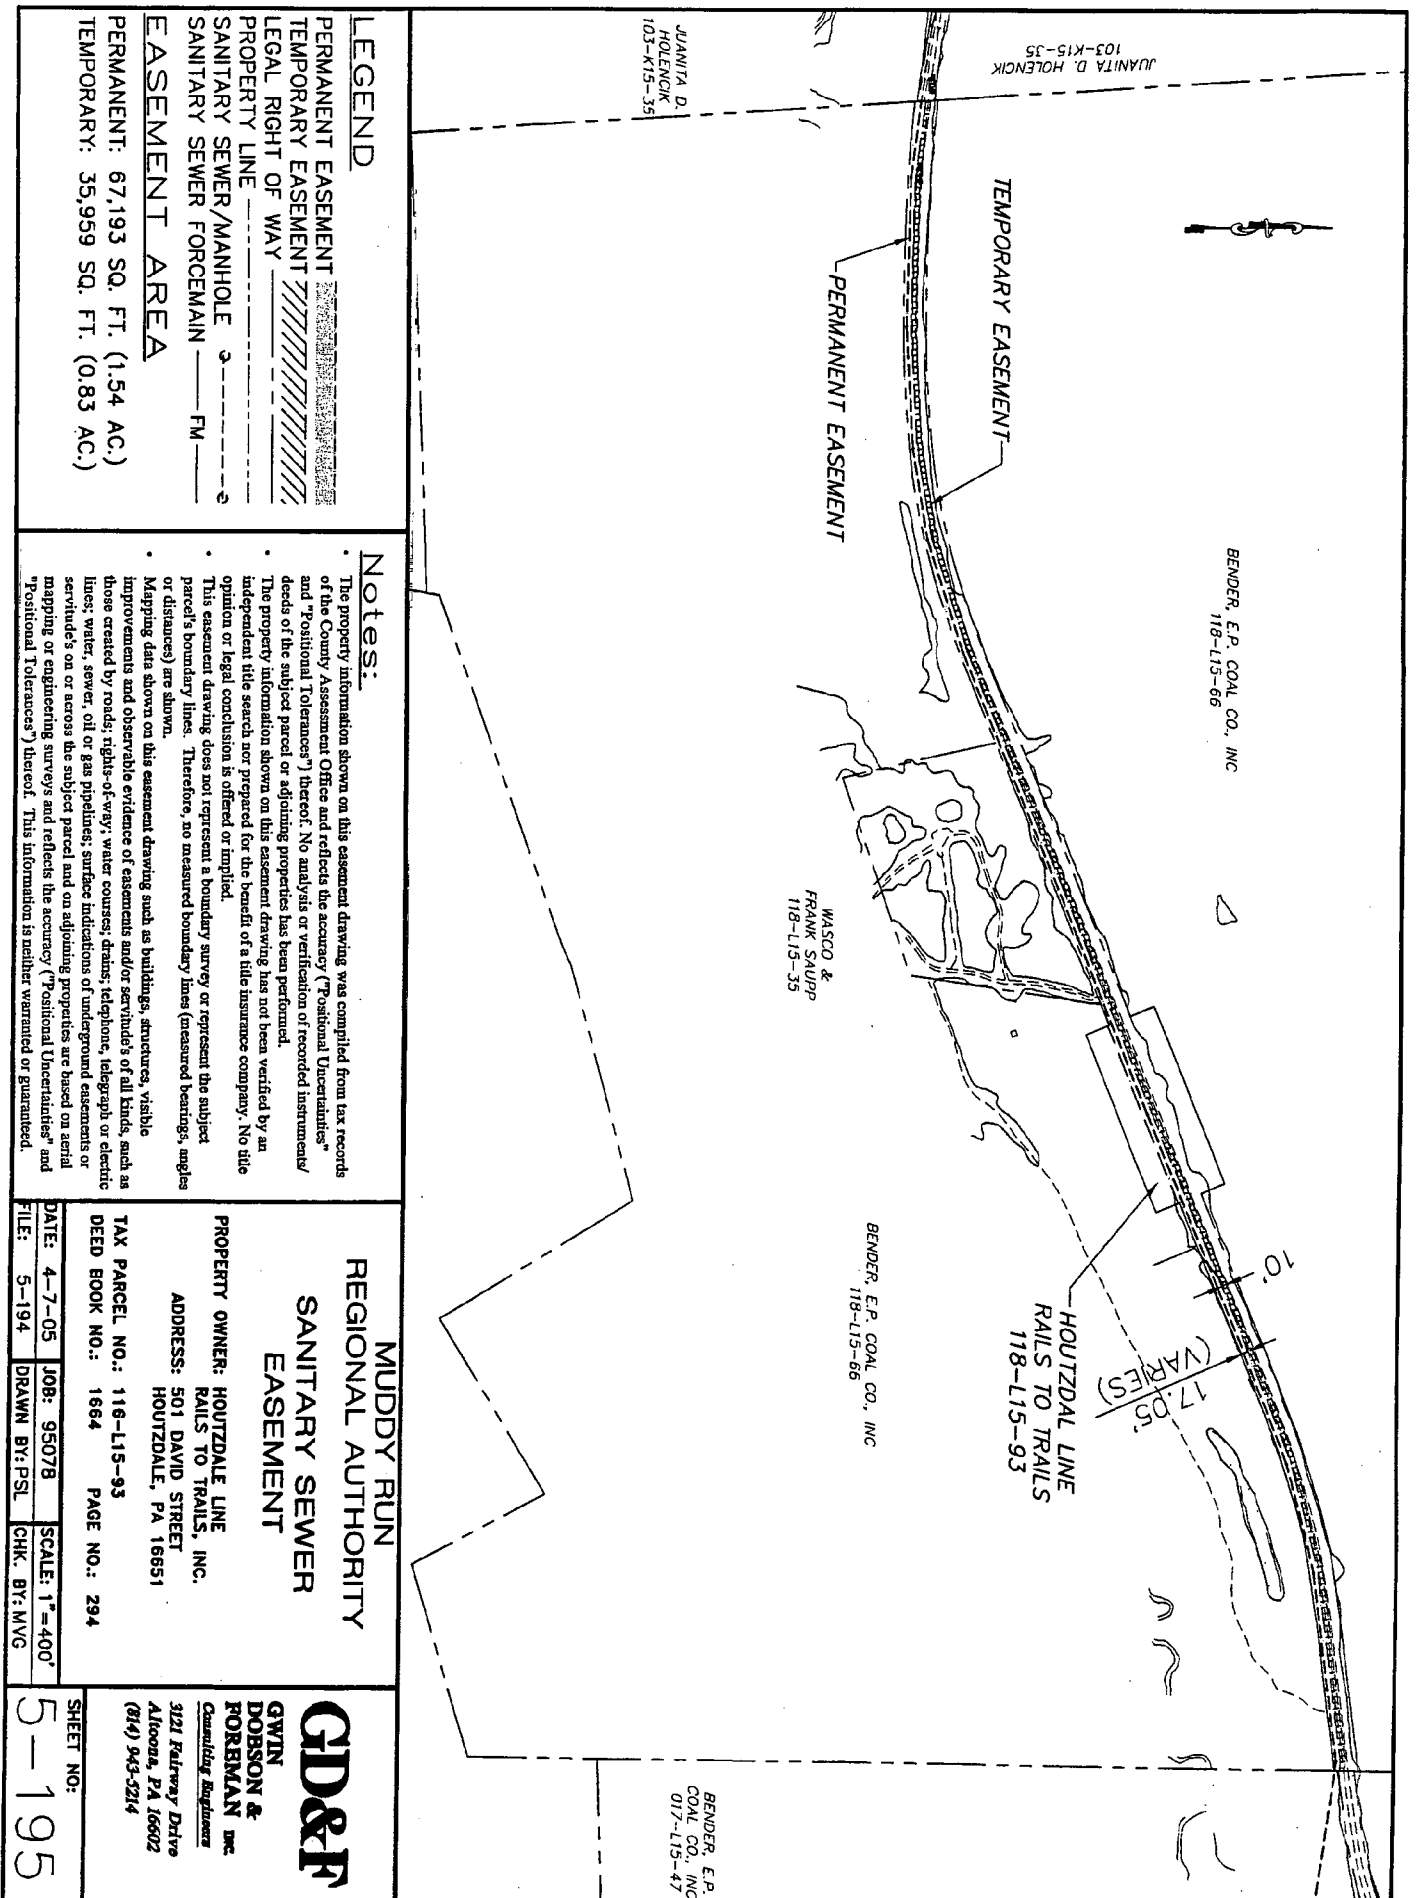 JUANITA D. HOLENCIK
103-K15-35
JUANITA D.
HOLENCIK
103-K15-35
TEMPORARY EASEMENT
PERMANENT EASEMENT
BENDER, E.P. COAL CO., INC
118-L15-66
WASCO &
FRANK SAUPP
118-L15-35
BENDER, E.P. COAL CO., INC
118-L15-66
HOUTZDAL LINE
RAILS TO TRAILS
118-L15-93
10'
17.05'
(VARIES)
BENDER, E.P.
COAL CO., INC
017-L15-47
LEGEND
PERMANENT EASEMENT
TEMPORARY EASEMENT
LEGAL RIGHT OF WAY
PROPERTY LINE
SANITARY SEWER/MANHOLE
SANITARY SEWER FORCEMAIN FM
EASEMENT AREA
PERMANENT: 67,193 SQ. FT. (1.54 AC.)
TEMPORARY: 35,959 SQ. FT. (0.83 AC.)
Notes:
• The property information shown on this easement drawing was compiled from tax records
of the County Assessment Office and reflects the accuracy ("Positional Uncertainties"
and "Positional Tolerances") thereof. No analysis or verification of recorded instruments/
deeds of the subject parcel or adjoining properties has been performed.
• The property information shown on this easement drawing has not been verified by an
independent title search nor prepared for the benefit of a title insurance company. No title
opinion or legal conclusion is offered or implied.
• This easement drawing does not represent a boundary survey or represent the subject
parcel's boundary lines. Therefore, no measured boundary lines (measured bearings, angles
or distances) are shown.
• Mapping data shown on this easement drawing such as buildings, structures, visible
improvements and observable evidence of easements and/or servitude's of all kinds, such as
those created by roads; rights-of-way; water courses; drains; telephone, telegraph or electric
lines; water, sewer, oil or gas pipelines; surface indications of underground easements or
servitude's on or across the subject parcel and on adjoining properties are based on aerial
mapping or engineering surveys and reflects the accuracy ("Positional Uncertainties" and
"Positional Tolerances") thereof. This information is neither warranted or guaranteed.
MUDDY RUN
REGIONAL AUTHORITY
SANITARY SEWER
EASEMENT
PROPERTY OWNER: HOUTZDALE LINE
RAILS TO TRAILS, INC.
ADDRESS: 501 DAVID STREET
HOUTZDALE, PA 16651
TAX PARCEL NO.: 116-L15-93
DEED BOOK NO.: 1664 PAGE NO.: 294
DATE: 4-7-05 JOB: 95078 SCALE: 1"=400'
FILE: 5-194 DRAWN BY: PSL CHK. BY: MVG
GD&F
GWIN
DOBSON &
FOREMAN INC.
Consulting Engineers
3121 Fairway Drive
Altoona, PA 16602
(814) 943-5214
SHEET NO:
5-195